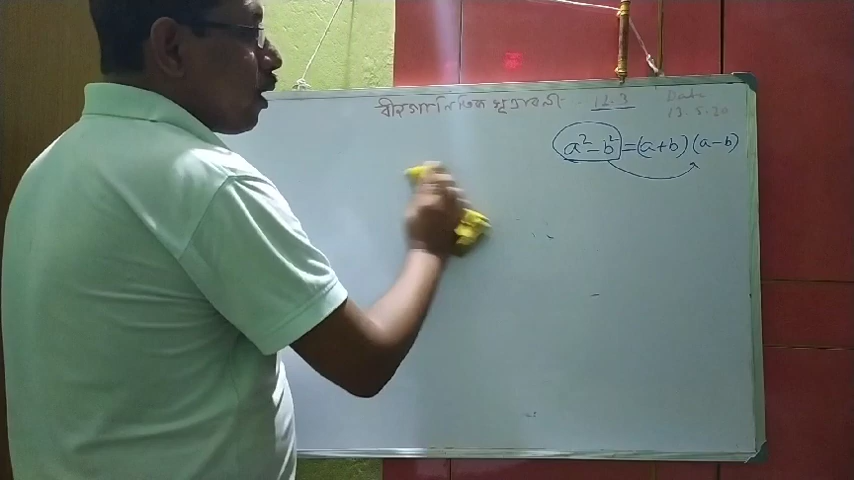 বীজগাণিতিক সূত্রাবলী - 12.3
Date
13.5.20
a²-b²=(a+b)(a-b)